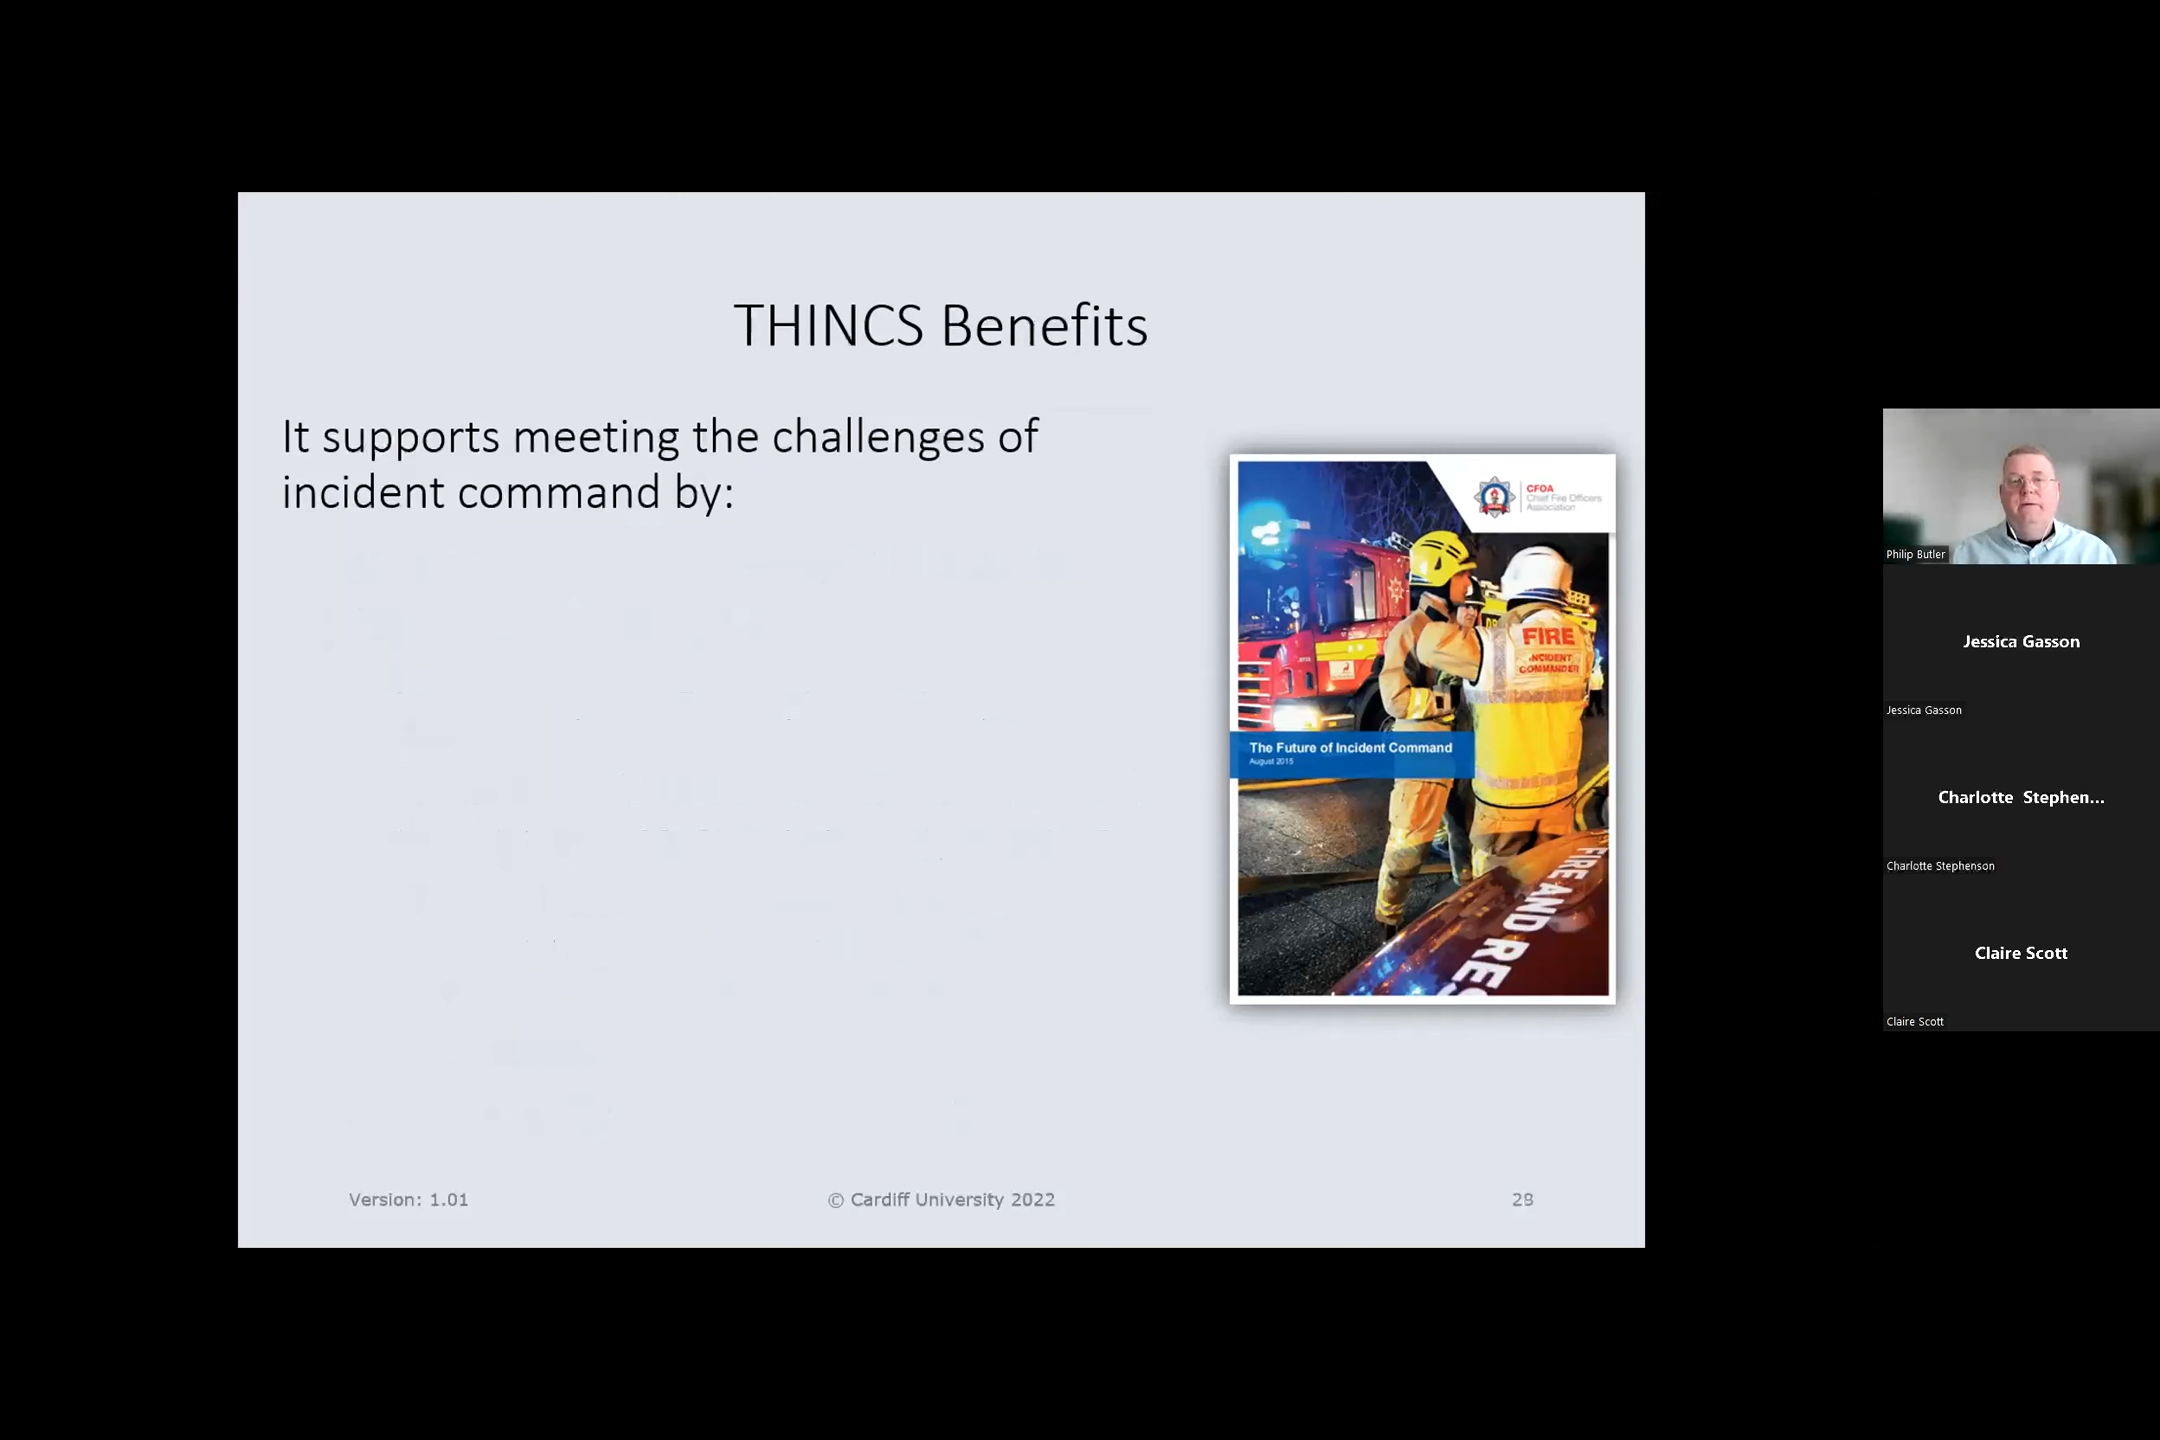 THINCS Benefits
It supports meeting the challenges of
incident command by:
CFOA
Chief Fire Officers
Association
FIRE
INCIDENT
COMMANDER
The Future of Incident Command
August 2015
FIRE AND RES
Version: 1.01
© Cardiff University 2022
28
Philip Butler
Jessica Gasson
Jessica Gasson
Charlotte Stephen...
Charlotte Stephenson
Claire Scott
Claire Scott